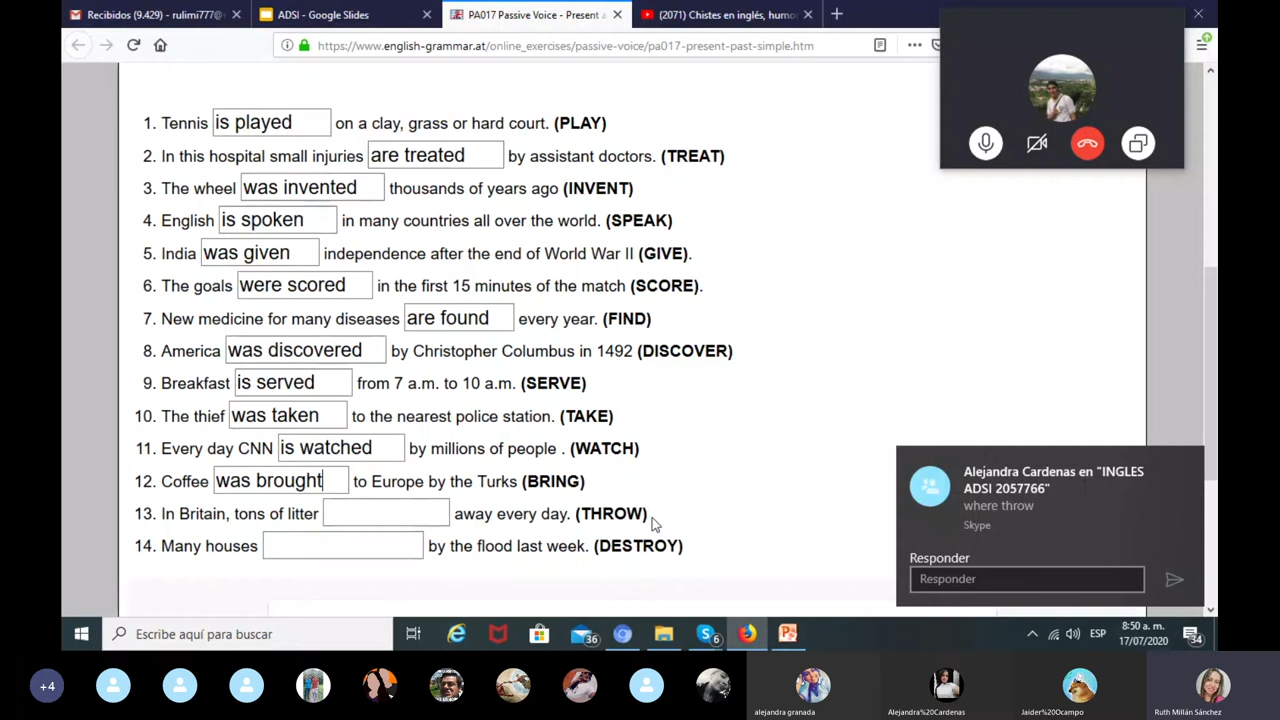 Recibidos (9.429) - rulimi777@
ADSI - Google Slides
PA017 Passive Voice - Present a
(2071) Chistes en inglés, humo
https://www.english-grammar.at/online_exercises/passive-voice/pa017-present-past-simple.htm
1. Tennis is played on a clay, grass or hard court. (PLAY)
2. In this hospital small injuries are treated by assistant doctors. (TREAT)
3. The wheel was invented thousands of years ago (INVENT)
4. English is spoken in many countries all over the world. (SPEAK)
5. India was given independence after the end of World War II (GIVE).
6. The goals were scored in the first 15 minutes of the match (SCORE).
7. New medicine for many diseases are found every year. (FIND)
8. America was discovered by Christopher Columbus in 1492 (DISCOVER)
9. Breakfast is served from 7 a.m. to 10 a.m. (SERVE)
10. The thief was taken to the nearest police station. (TAKE)
11. Every day CNN is watched by millions of people . (WATCH)
12. Coffee was brought to Europe by the Turks (BRING)
13. In Britain, tons of litter away every day. (THROW)
14. Many houses by the flood last week. (DESTROY)
Alejandra Cardenas en "INGLES
ADSI 2057766"
where throw
Skype
Responder
Responder
Escribe aquí para buscar
36
6
ESP
8:50 a. m.
17/07/2020
34
+4
alejandra granada
Alejandra%20Cardenas
Jaider%20Ocampo
Ruth Millán Sánchez